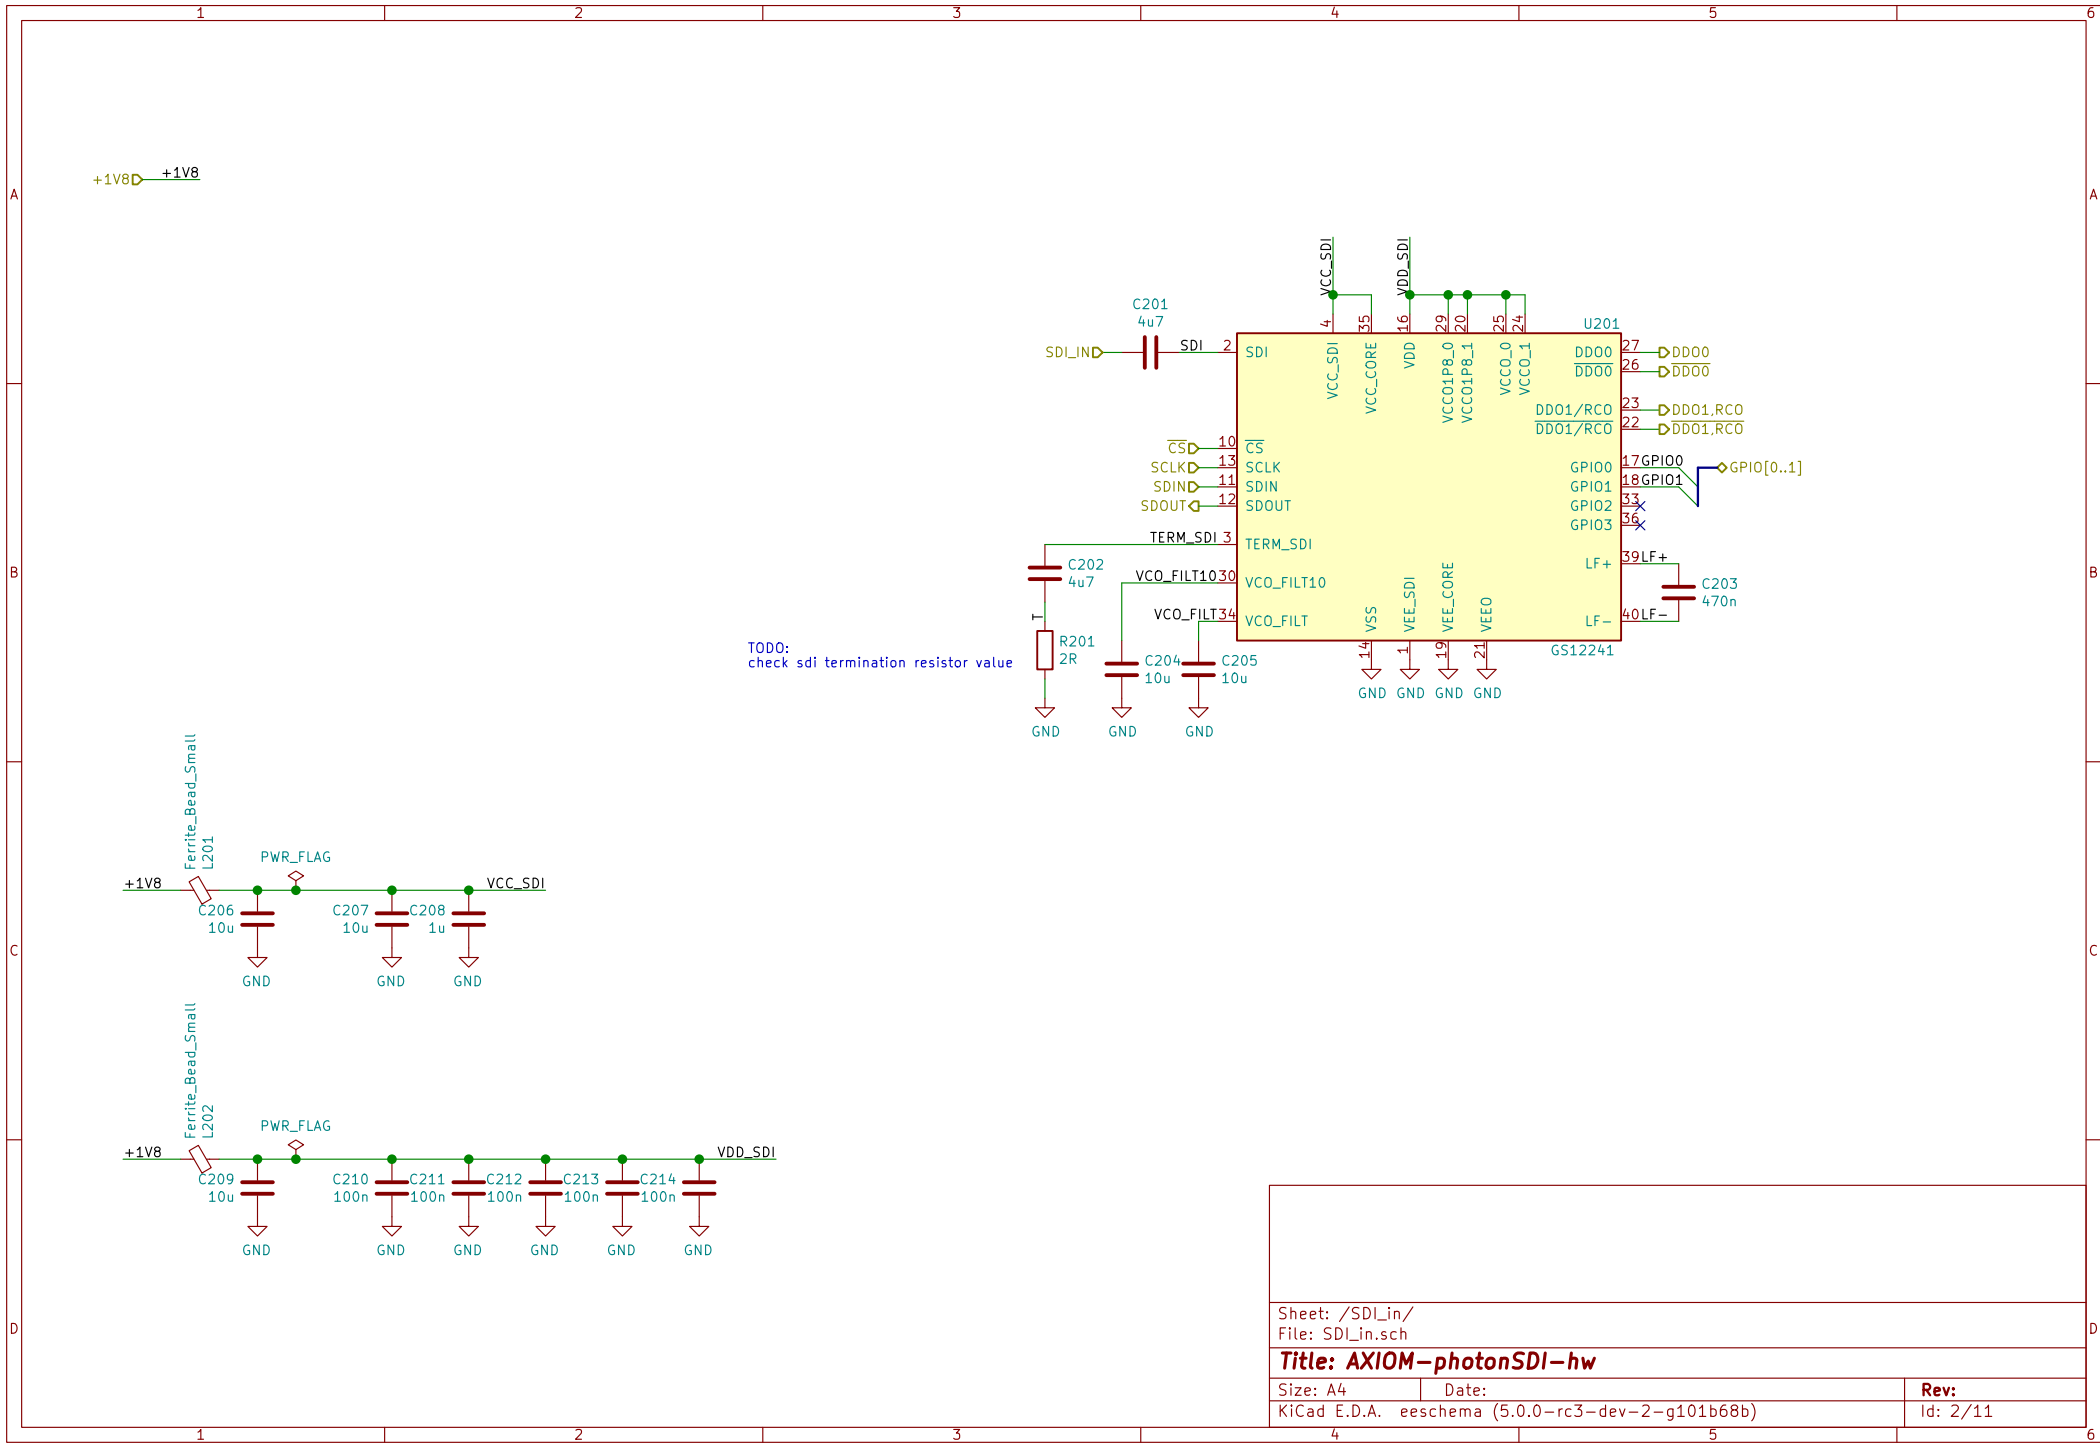 1 2 3 4 5 6
A A
B B
C C
D D
+1V8 +1V8
VCC_SDI VDD_SDI
C201
4u7
SDI_IN SDI 2 SDI
4 35 16 29 20 25 24
VCC_SDI VCC_CORE VDD VCCO1P8_0 VCCO1P8_1 VCCO_0 VCCO_1
U201
DDO0 27 DDO0
DDO0 26 DDO0
DDO1/RCO 23 DDO1,RCO
DDO1/RCO 22 DDO1,RCO
CS 10 CS
SCLK 13 SCLK
SDIN 11 SDIN
SDOUT 12 SDOUT
GPIO0 17 GPIO0 GPIO[0..1]
GPIO1 18 GPIO1
GPIO2 33
GPIO3 36
TERM_SDI 3 TERM_SDI
C202
4u7
VCO_FILT10 30 VCO_FILT10
VCO_FILT 34 VCO_FILT
LF+ 39 LF+
C203
470n
LF- 40 LF-
VSS VEE_SDI VEE_CORE VEEO
14 1 19 21
GS12241
GND GND GND GND
T
R201
2R
C204
10u
C205
10u
GND GND GND
TODO:
check sdi termination resistor value
Ferrite_Bead_Small
L201
PWR_FLAG
+1V8 VCC_SDI
C206 C207 C208
10u 10u 1u
GND GND GND
Ferrite_Bead_Small
L202
PWR_FLAG
+1V8 VDD_SDI
C209 C210 C211 C212 C213 C214
10u 100n 100n 100n 100n 100n
GND GND GND GND GND GND
Sheet: /SDI_in/
File: SDI_in.sch
Title: AXIOM-photonSDI-hw
Size: A4 Date: Rev:
KiCad E.D.A. eeschema (5.0.0-rc3-dev-2-g101b68b) Id: 2/11
1 2 3 4 5 6